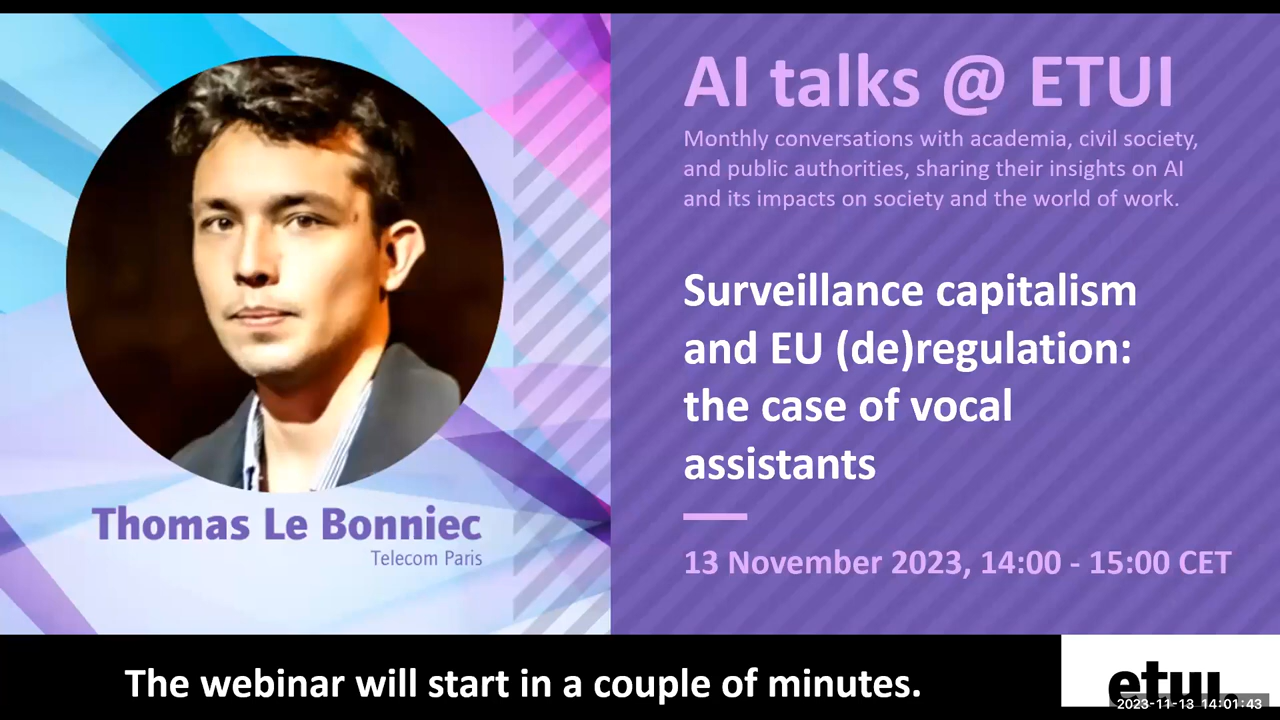 AI talks @ ETUI
Monthly conversations with academia, civil society,
and public authorities, sharing their insights on AI
and its impacts on society and the world of work.
Surveillance capitalism
and EU (de)regulation:
the case of vocal
assistants
13 November 2023, 14:00 - 15:00 CET
Thomas Le Bonniec
Telecom Paris
The webinar will start in a couple of minutes.
etui.
2023-11-13 14:01:43